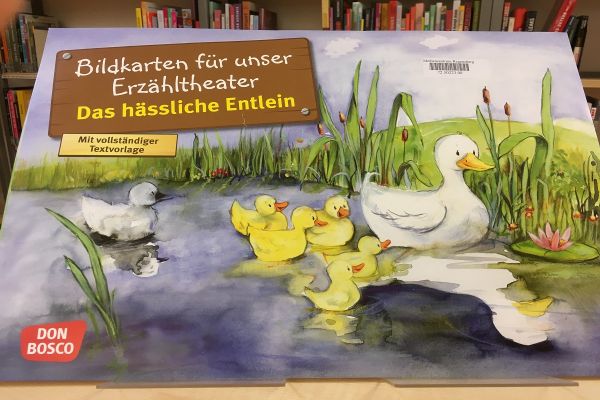 Bildkarten für unser
Erzähltheater
Das hässliche Entlein
Mit vollständiger
Textvorlage
DON
BOSCO